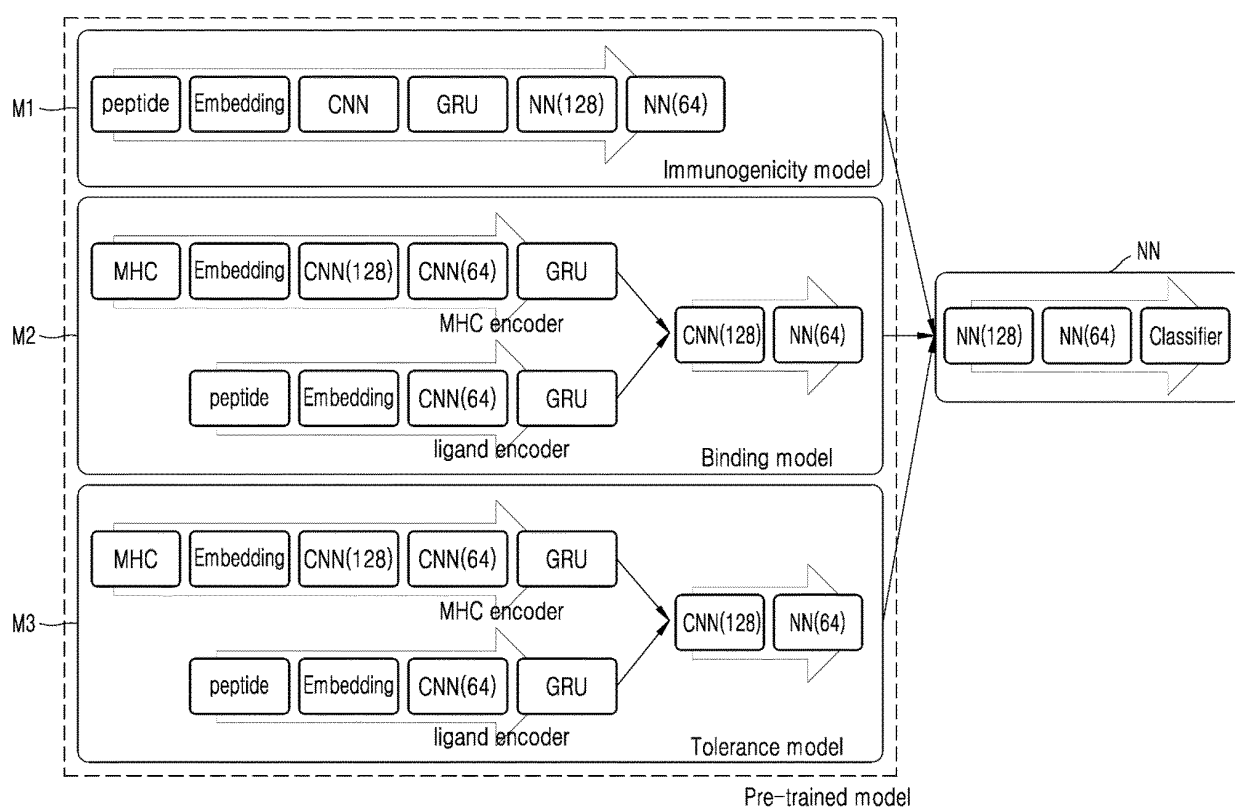 M1
peptide Embedding CNN GRU NN(128) NN(64)
Immunogenicity model
M2
MHC Embedding CNN(128) CNN(64) GRU
MHC encoder
peptide Embedding CNN(64) GRU
ligand encoder
CNN(128) NN(64)
Binding model
M3
MHC Embedding CNN(128) CNN(64) GRU
MHC encoder
peptide Embedding CNN(64) GRU
ligand encoder
CNN(128) NN(64)
Tolerance model
Pre-trained model
NN
NN(128) NN(64) Classifier